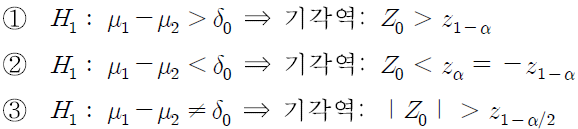 ① H₁ : μ₁−μ₂ > δ₀ ⟹ 기각역: Z₀ > z₁₋α
② H₁ : μ₁−μ₂ < δ₀ ⟹ 기각역: Z₀ < zα = −z₁₋α
③ H₁ : μ₁−μ₂ ≠ δ₀ ⟹ 기각역: | Z₀ | > z₁₋α/₂